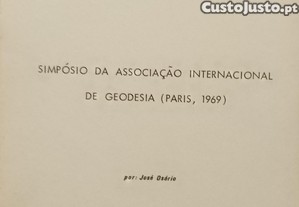 CustoJusto.pt
SIMPÓSIO DA ASSOCIAÇÃO INTERNACIONAL
DE GEODESIA (PARIS, 1969)
por: José Osório